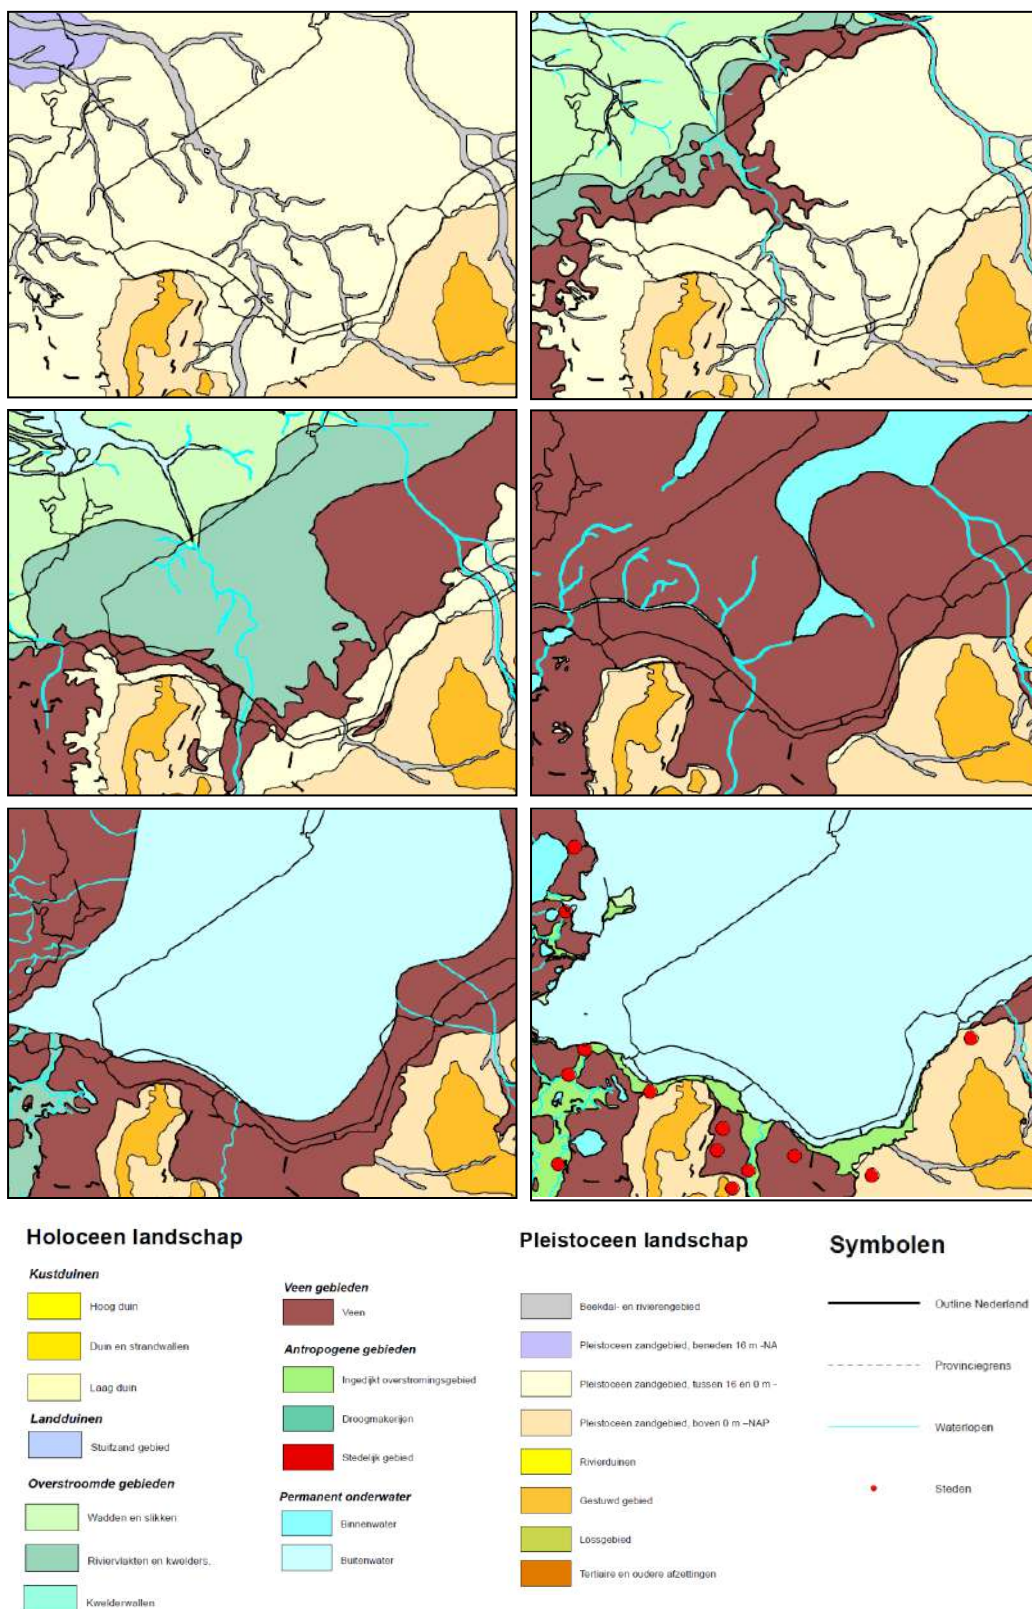 Holoceen landschap
Kustduinen
Hoog duin
Duin en strandwallen
Laag duin
Landduinen
Stuifzand gebied
Overstroomde gebieden
Wadden en slikken
Riviervlakten en kwelders.
Kwelderwallen
Veen gebieden
Veen
Antropogene gebieden
Ingedijkt overstromingsgebied
Droogmakerijen
Stedelijk gebied
Permanent onderwater
Binnenwater
Buitenwater
Pleistoceen landschap
Beekdal- en rivierengebied
Pleistoceen zandgebied, beneden 16 m -NA
Pleistoceen zandgebied, tussen 16 en 0 m -
Pleistoceen zandgebied, boven 0 m –NAP
Rivierduinen
Gestuwd gebied
Lössgebied
Tertiaire en oudere afzettingen
Symbolen
Outline Nederland
Provinciegrens
Waterlopen
Steden